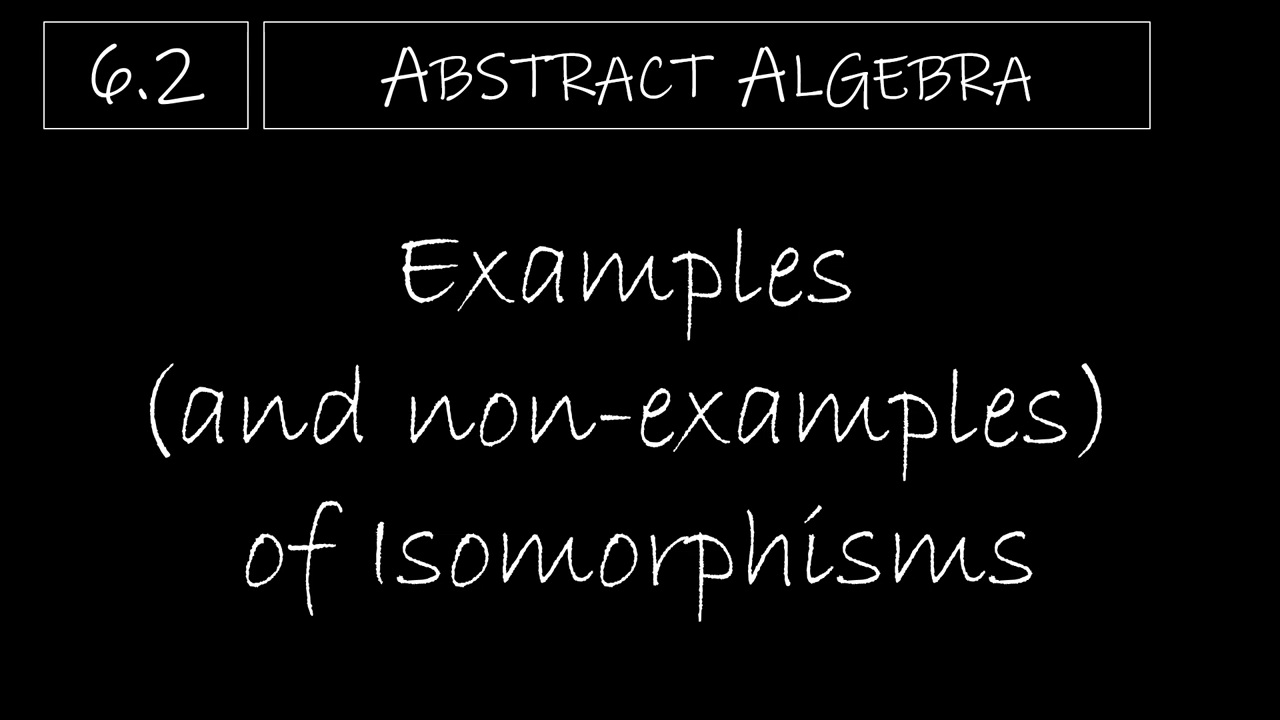 6.2
ABSTRACT ALGEBRA
Examples
(and non-examples)
of Isomorphisms